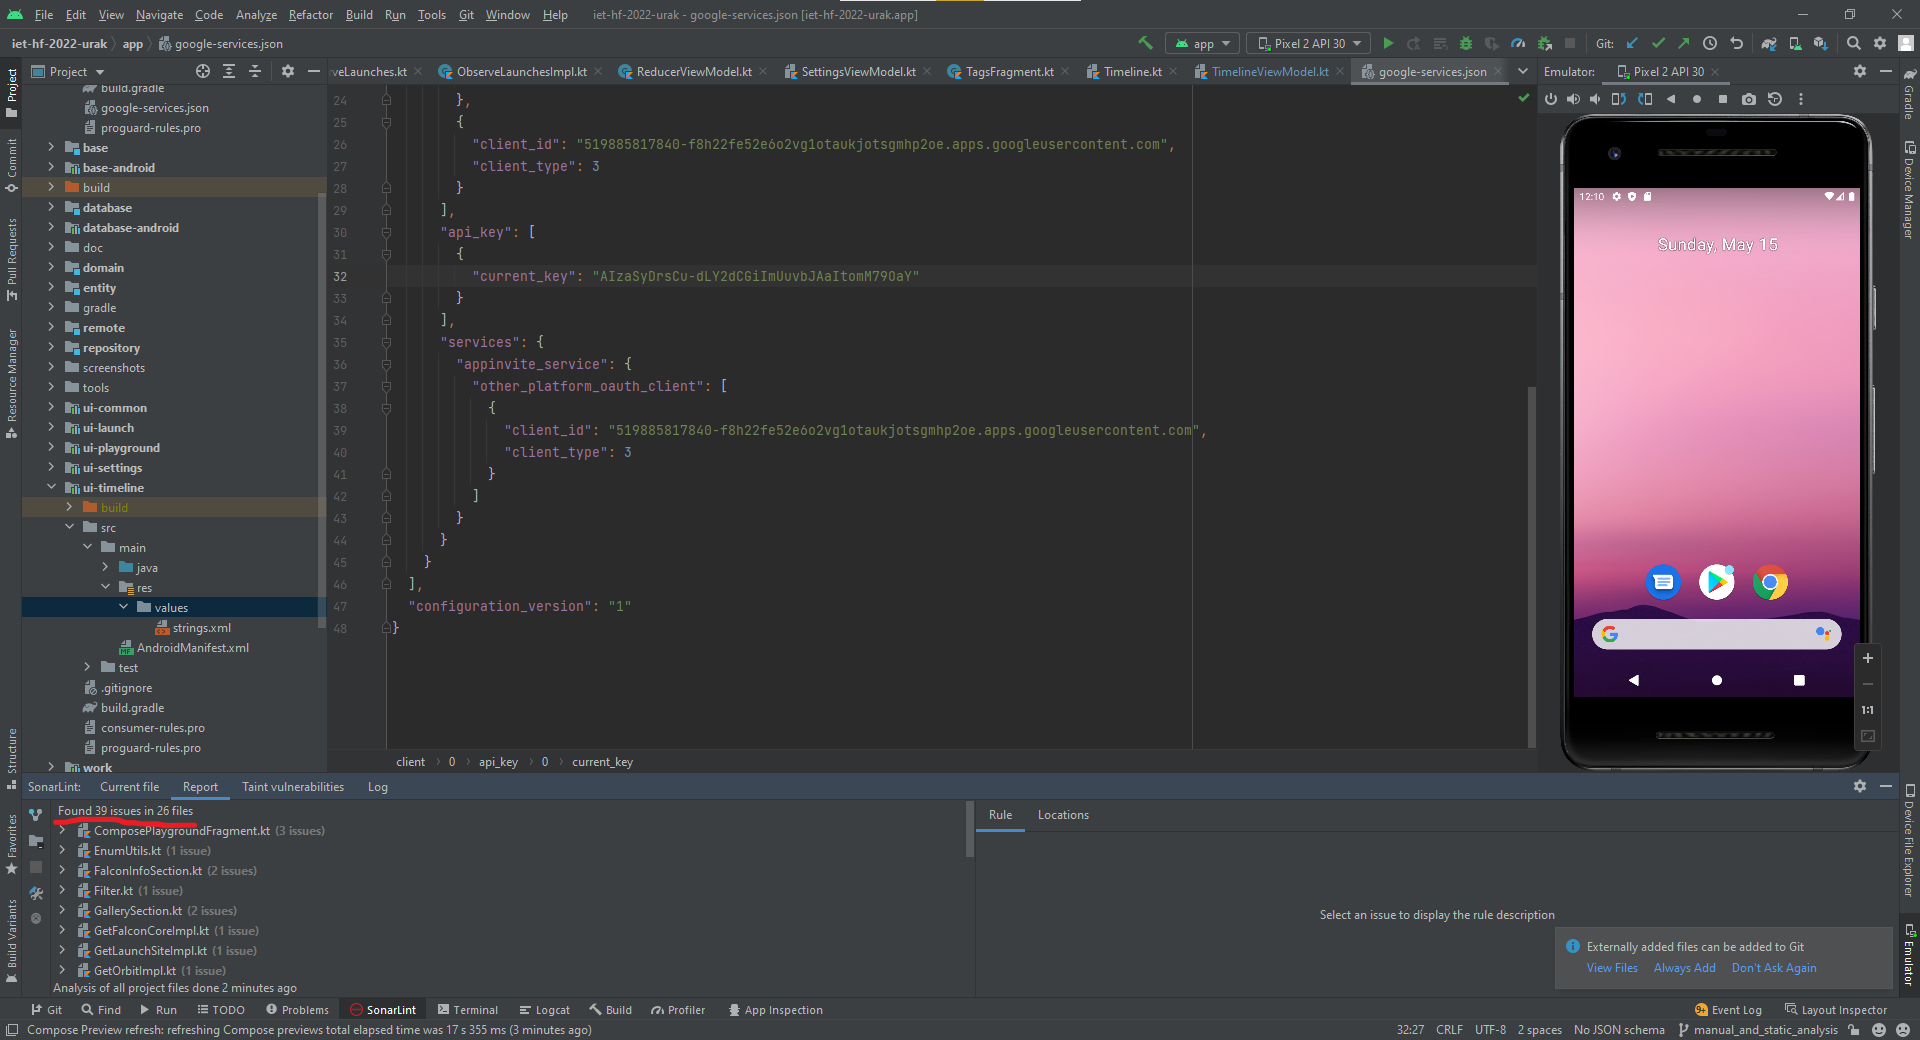 File Edit View Navigate Code Analyze Refactor Build Run Tools Git Window Help iet-hf-2022-urak - google-services.json [iet-hf-2022-urak.app]
iet-hf-2022-urak app google-services.json app Pixel 2 API 30 Git:
Project
rveLaunches.kt ObserveLaunchesImpl.kt ReducerViewModel.kt SettingsViewModel.kt TagsFragment.kt Timeline.kt TimelineViewModel.kt google-services.json
Emulator: Pixel 2 API 30
Project
Commit
Pull Requests
Resource Manager
Structure
Favorites
Build Variants
build.gradle
google-services.json
proguard-rules.pro
base
base-android
build
database
database-android
doc
domain
entity
gradle
remote
repository
screenshots
tools
ui-common
ui-launch
ui-playground
ui-settings
ui-timeline
build
src
main
java
res
values
strings.xml
AndroidManifest.xml
test
.gitignore
build.gradle
consumer-rules.pro
proguard-rules.pro
work
24 },
25 {
26 "client_id": "519885817840-f8h22fe52e6o2vg1otaukjotsgmhp2oe.apps.googleusercontent.com",
27 "client_type": 3
28 }
29 ],
30 "api_key": [
31 {
32 "current_key": "AIzaSyDrsCu-dLY2dCGiImUuvbJAaItomM79OaY"
33 }
34 ],
35 "services": {
36 "appinvite_service": {
37 "other_platform_oauth_client": [
38 {
39 "client_id": "519885817840-f8h22fe52e6o2vg1otaukjotsgmhp2oe.apps.googleusercontent.com",
40 "client_type": 3
41 }
42 ]
43 }
44 }
45 }
46 ],
47 "configuration_version": "1"
48 }
client 0 api_key 0 current_key
12:10
Sunday, May 15
1:1
Gradle
Device Manager
Device File Explorer
Emulator
SonarLint: Current file Report Taint vulnerabilities Log
Found 39 issues in 26 files
ComposePlaygroundFragment.kt (3 issues)
EnumUtils.kt (1 issue)
FalconInfoSection.kt (2 issues)
Filter.kt (1 issue)
GallerySection.kt (2 issues)
GetFalconCoreImpl.kt (1 issue)
GetLaunchSiteImpl.kt (1 issue)
GetOrbitImpl.kt (1 issue)
Analysis of all project files done 2 minutes ago
Rule Locations
Select an issue to display the rule description
Externally added files can be added to Git
View Files Always Add Don't Ask Again
Git Find Run TODO Problems SonarLint Terminal Logcat Build Profiler App Inspection Event Log Layout Inspector
Compose Preview refresh: refreshing Compose previews total elapsed time was 17 s 355 ms (3 minutes ago) 32:27 CRLF UTF-8 2 spaces No JSON schema manual_and_static_analysis